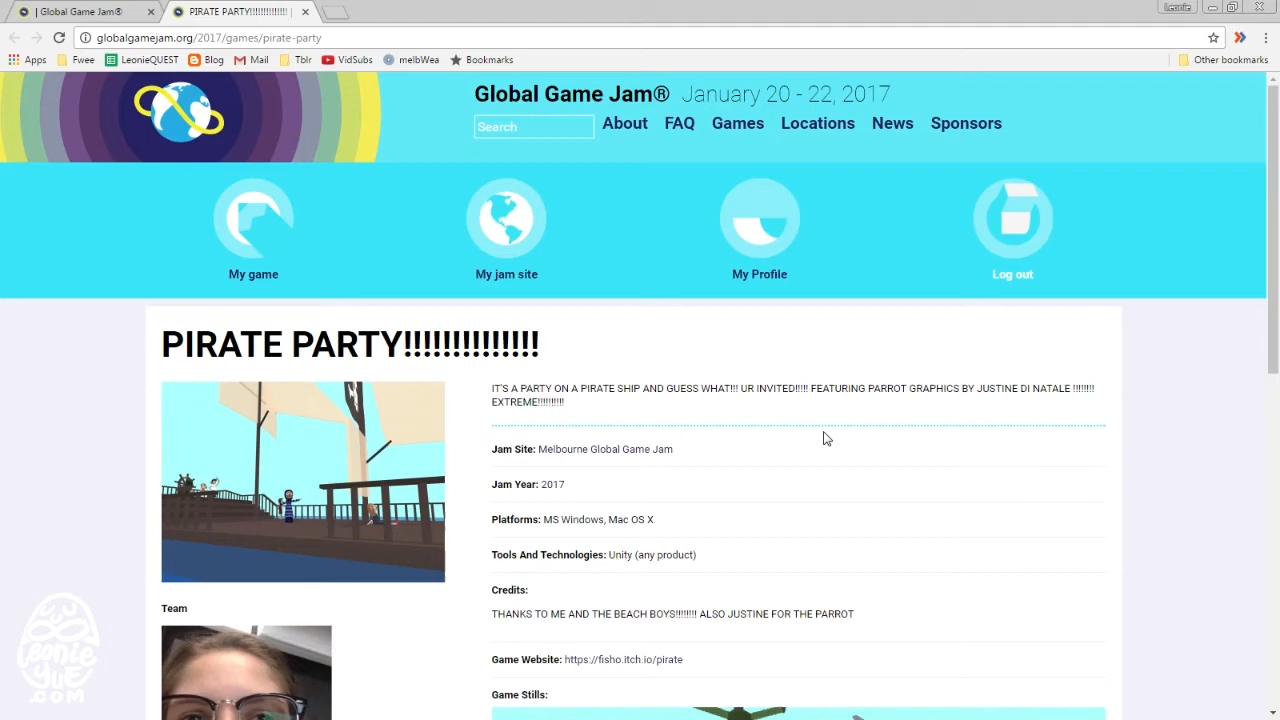 | Global Game Jam®
PIRATE PARTY!!!!!!!!!!!!!! |
Leonie
globalgamejam.org/2017/games/pirate-party
Apps Fwee LeonieQUEST Blog Mail Tblr VidSubs melbWea Bookmarks Other bookmarks
Global Game Jam® January 20 - 22, 2017
Search About FAQ Games Locations News Sponsors
My game My jam site My Profile Log out
PIRATE PARTY!!!!!!!!!!!!!!
IT'S A PARTY ON A PIRATE SHIP AND GUESS WHAT!!! UR INVITED!!!!! FEATURING PARROT GRAPHICS BY JUSTINE DI NATALE !!!!!!!!
EXTREME!!!!!!!!!!
Jam Site: Melbourne Global Game Jam
Jam Year: 2017
Platforms: MS Windows, Mac OS X
Tools And Technologies: Unity (any product)
Credits:
THANKS TO ME AND THE BEACH BOYS!!!!!!!! ALSO JUSTINE FOR THE PARROT
Game Website: https://fisho.itch.io/pirate
Game Stills:
Team
leonie
yue
.com